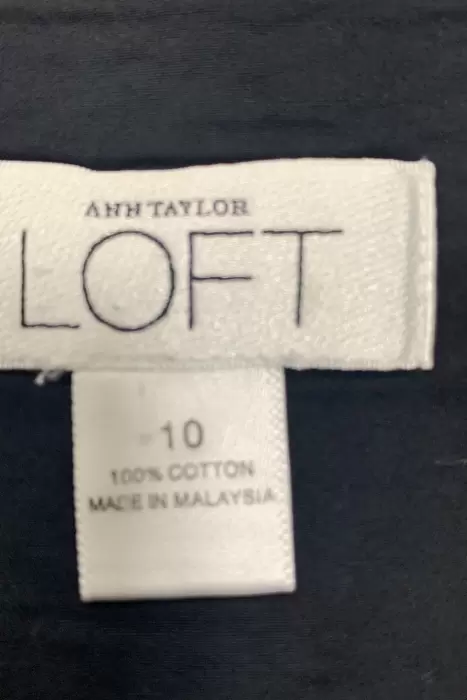 ANN TAYLOR
LOFT
10
100% COTTON
MADE IN MALAYSIA